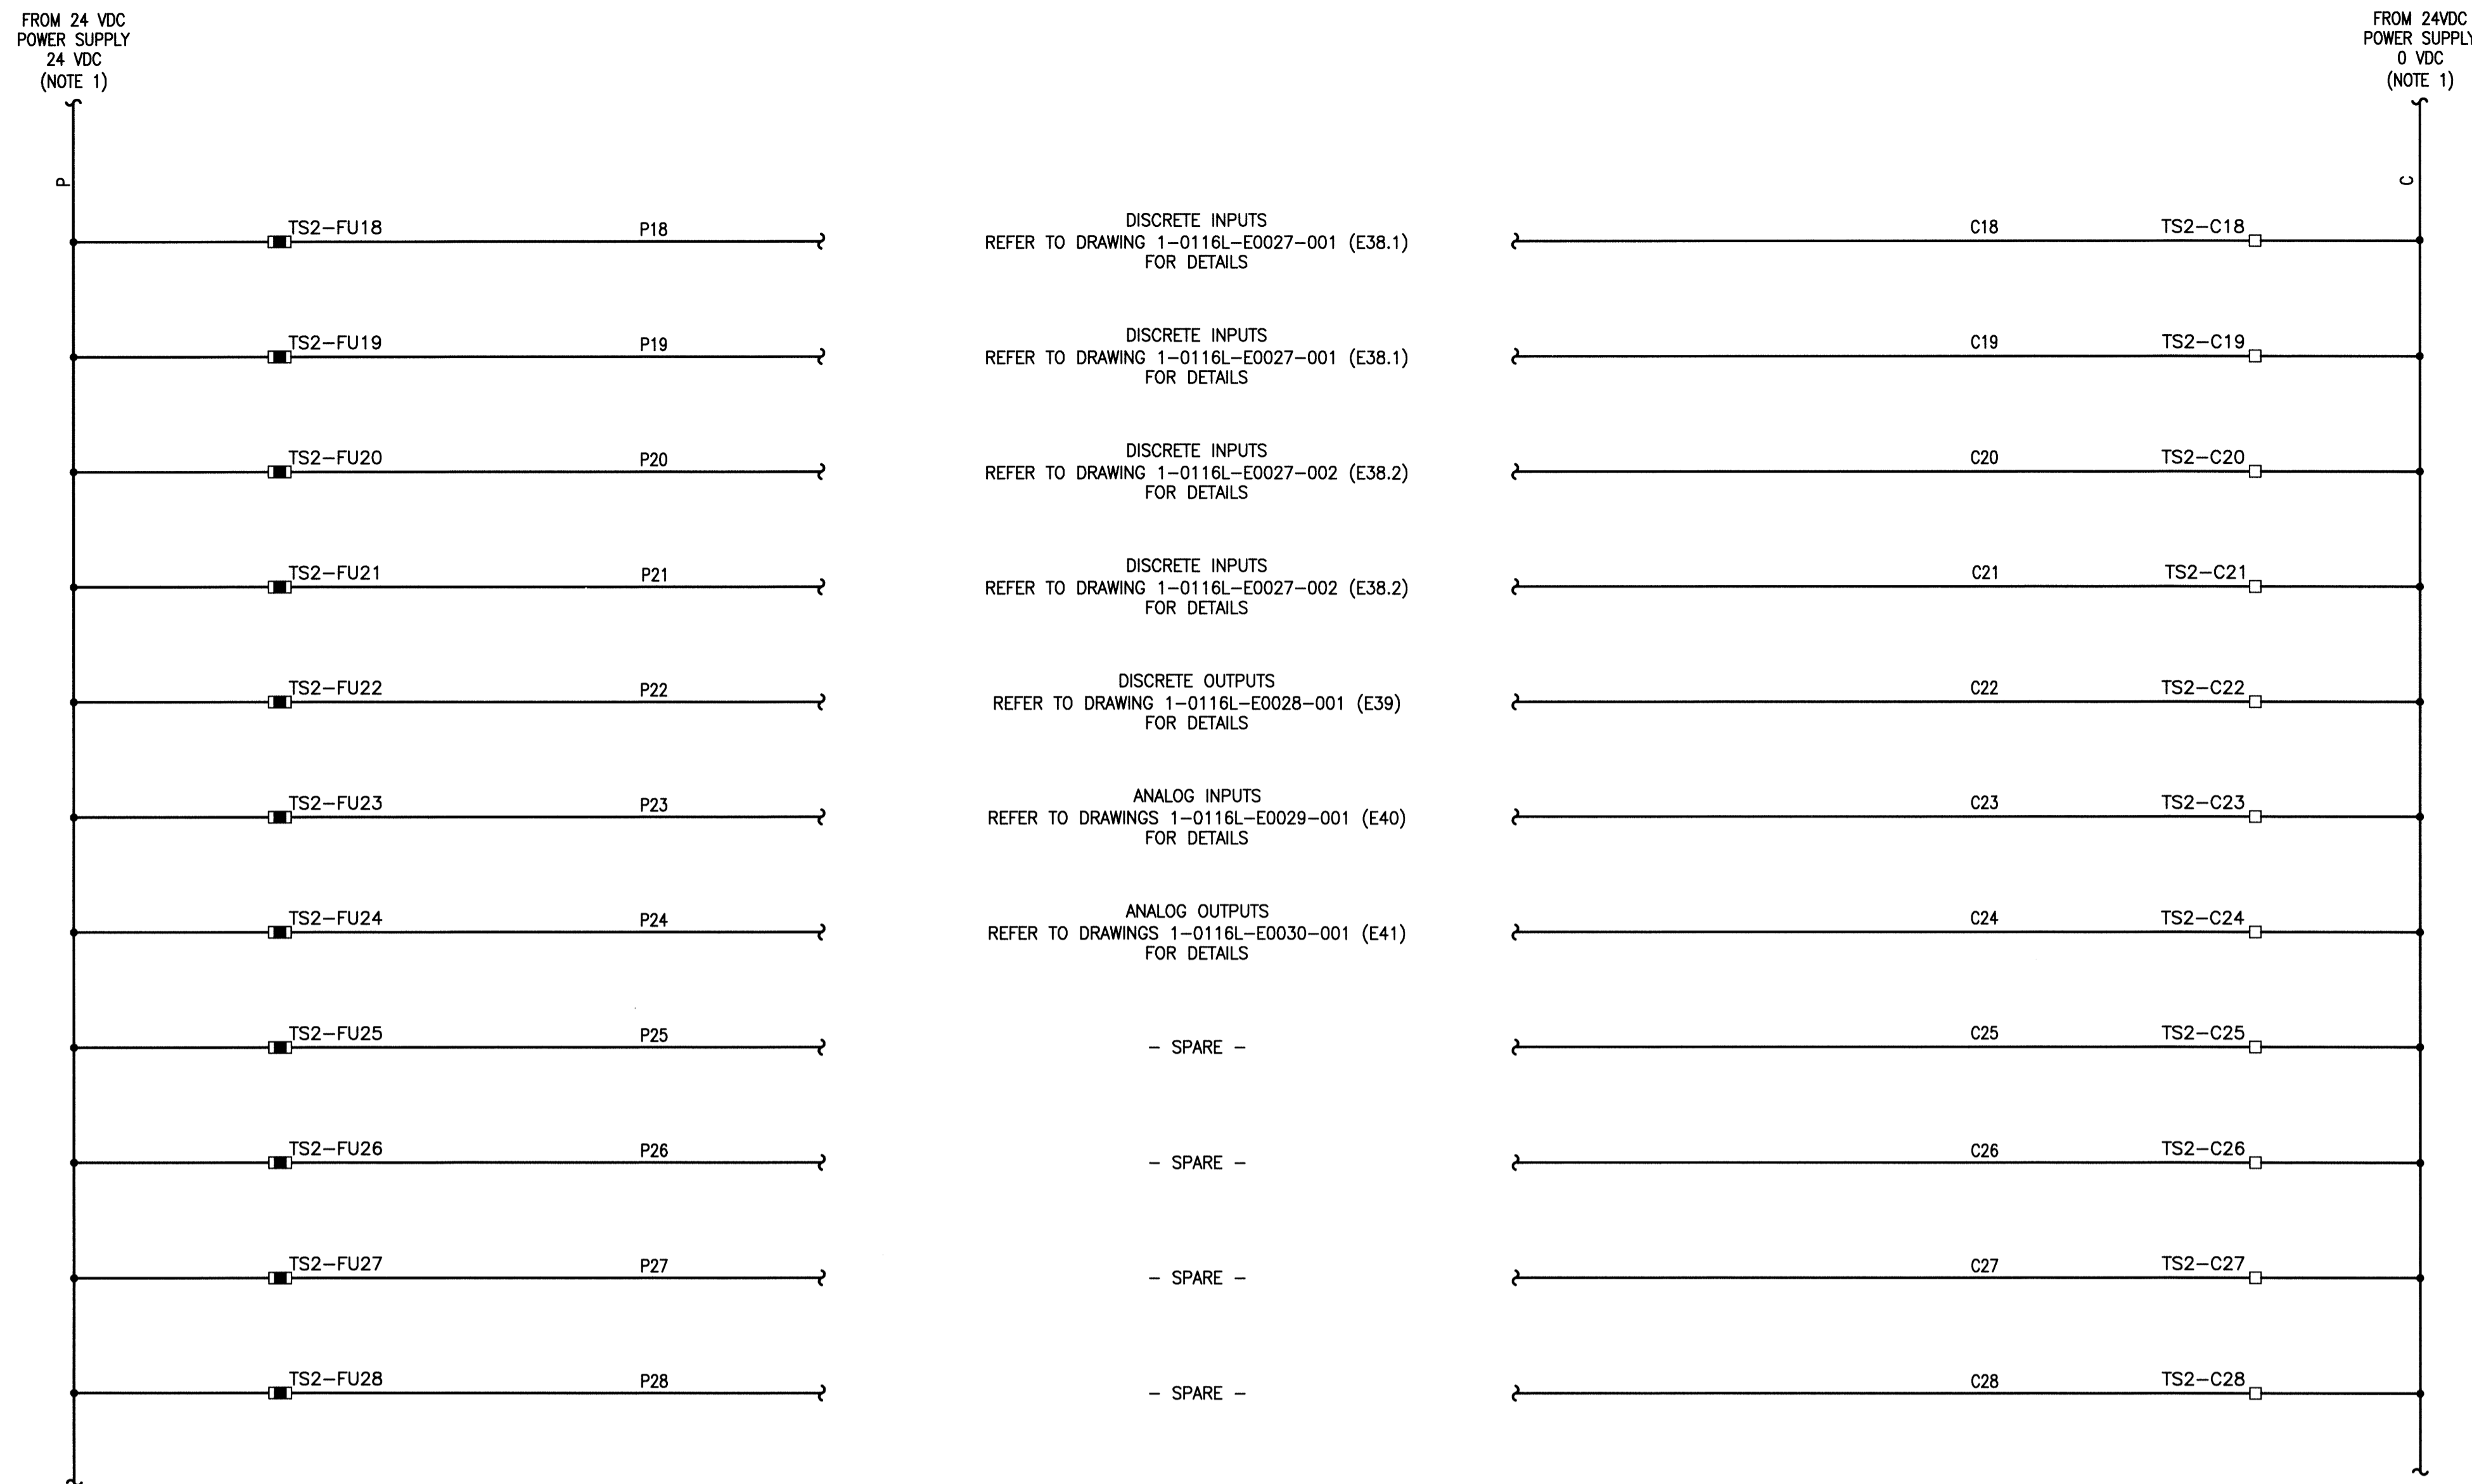 FROM 24 VDC
POWER SUPPLY
24 VDC
(NOTE 1)
FROM 24VDC
POWER SUPPLY
0 VDC
(NOTE 1)
P
C
TS2-FU18
P18
DISCRETE INPUTS
REFER TO DRAWING 1-0116L-E0027-001 (E38.1)
FOR DETAILS
C18
TS2-C18
TS2-FU19
P19
DISCRETE INPUTS
REFER TO DRAWING 1-0116L-E0027-001 (E38.1)
FOR DETAILS
C19
TS2-C19
TS2-FU20
P20
DISCRETE INPUTS
REFER TO DRAWING 1-0116L-E0027-002 (E38.2)
FOR DETAILS
C20
TS2-C20
TS2-FU21
P21
DISCRETE INPUTS
REFER TO DRAWING 1-0116L-E0027-002 (E38.2)
FOR DETAILS
C21
TS2-C21
TS2-FU22
P22
DISCRETE OUTPUTS
REFER TO DRAWING 1-0116L-E0028-001 (E39)
FOR DETAILS
C22
TS2-C22
TS2-FU23
P23
ANALOG INPUTS
REFER TO DRAWINGS 1-0116L-E0029-001 (E40)
FOR DETAILS
C23
TS2-C23
TS2-FU24
P24
ANALOG OUTPUTS
REFER TO DRAWINGS 1-0116L-E0030-001 (E41)
FOR DETAILS
C24
TS2-C24
TS2-FU25
P25
- SPARE -
C25
TS2-C25
TS2-FU26
P26
- SPARE -
C26
TS2-C26
TS2-FU27
P27
- SPARE -
C27
TS2-C27
TS2-FU28
P28
- SPARE -
C28
TS2-C28